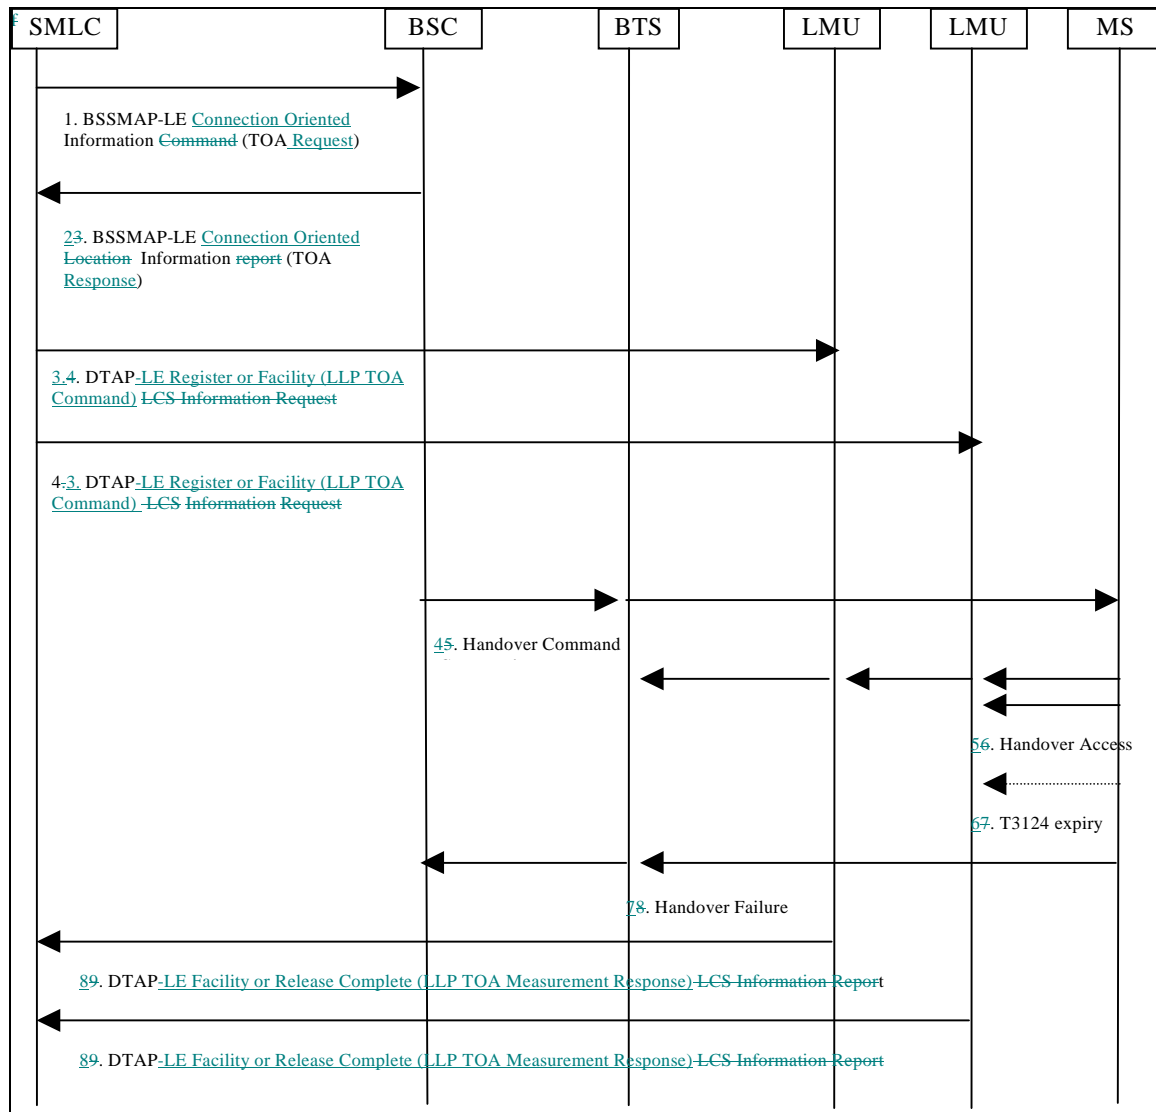 f
SMLC BSC BTS LMU LMU MS
1. BSSMAP-LE Connection Oriented
Information Command (TOA Request)
23. BSSMAP-LE Connection Oriented
Location Information report (TOA
Response)
3.4. DTAP-LE Register or Facility (LLP TOA
Command) LCS Information Request
4.3. DTAP-LE Register or Facility (LLP TOA
Command) LCS Information Request
45. Handover Command
56. Handover Access
67. T3124 expiry
78. Handover Failure
89. DTAP-LE Facility or Release Complete (LLP TOA Measurement Response) LCS Information Report
89. DTAP-LE Facility or Release Complete (LLP TOA Measurement Response) LCS Information Report